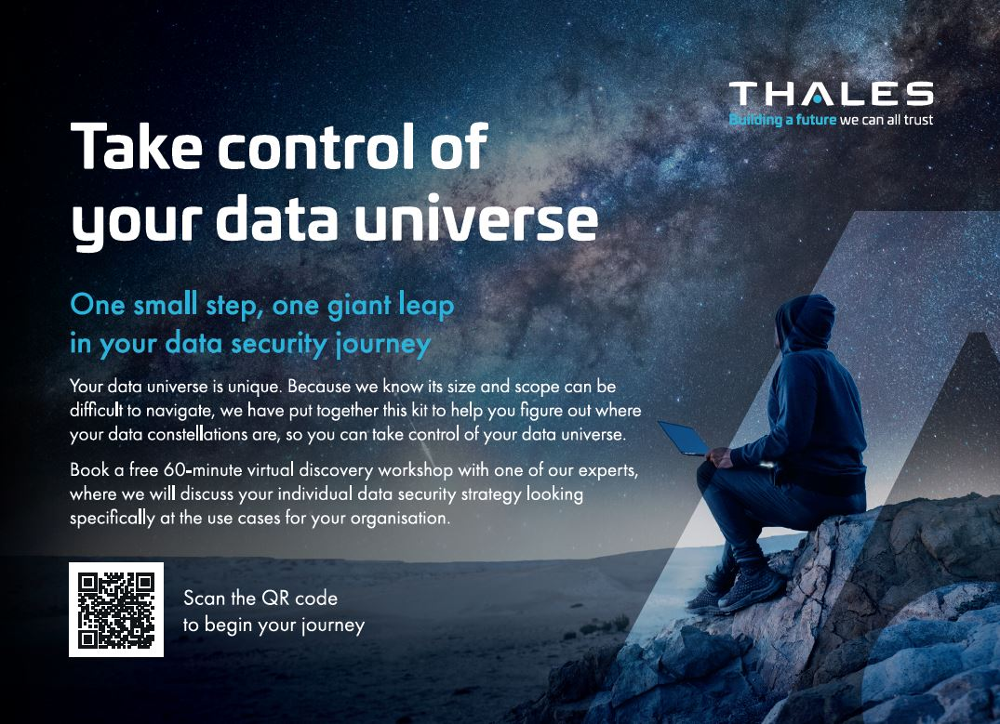 THALES
Building a future we can all trust
Take control of
your data universe
One small step, one giant leap
in your data security journey
Your data universe is unique. Because we know its size and scope can be
difficult to navigate, we have put together this kit to help you figure out where
your data constellations are, so you can take control of your data universe.
Book a free 60-minute virtual discovery workshop with one of our experts,
where we will discuss your individual data security strategy looking
specifically at the use cases for your organisation.
Scan the QR code
to begin your journey